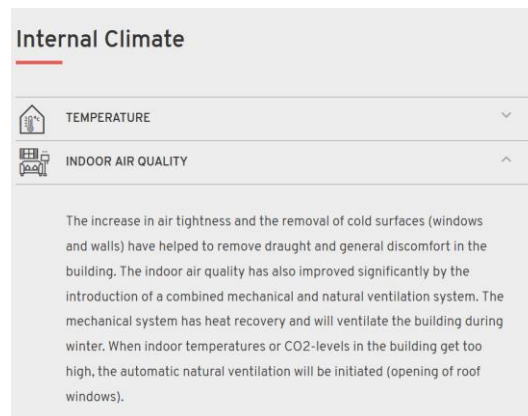 Internal Climate
TEMPERATURE
INDOOR AIR QUALITY
The increase in air tightness and the removal of cold surfaces (windows
and walls) have helped to remove draught and general discomfort in the
building. The indoor air quality has also improved significantly by the
introduction of a combined mechanical and natural ventilation system. The
mechanical system has heat recovery and will ventilate the building during
winter. When indoor temperatures or CO2-levels in the building get too
high, the automatic natural ventilation will be initiated (opening of roof
windows).